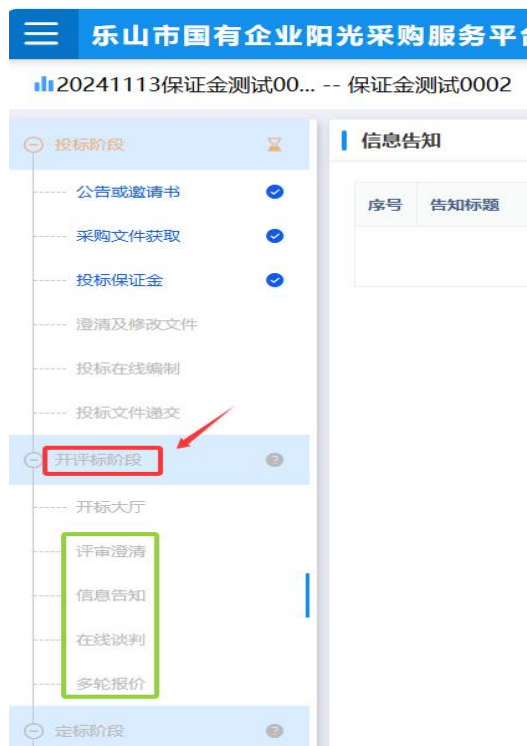 乐山市国有企业阳光采购服务平台
20241113保证金测试00... -- 保证金测试0002
投标阶段
信息告知
公告或邀请书
序号 告知标题
采购文件获取
投标保证金
澄清及修改文件
投标在线编制
投标文件递交
开评标阶段
开标大厅
评审澄清
信息告知
在线谈判
多轮报价
定标阶段